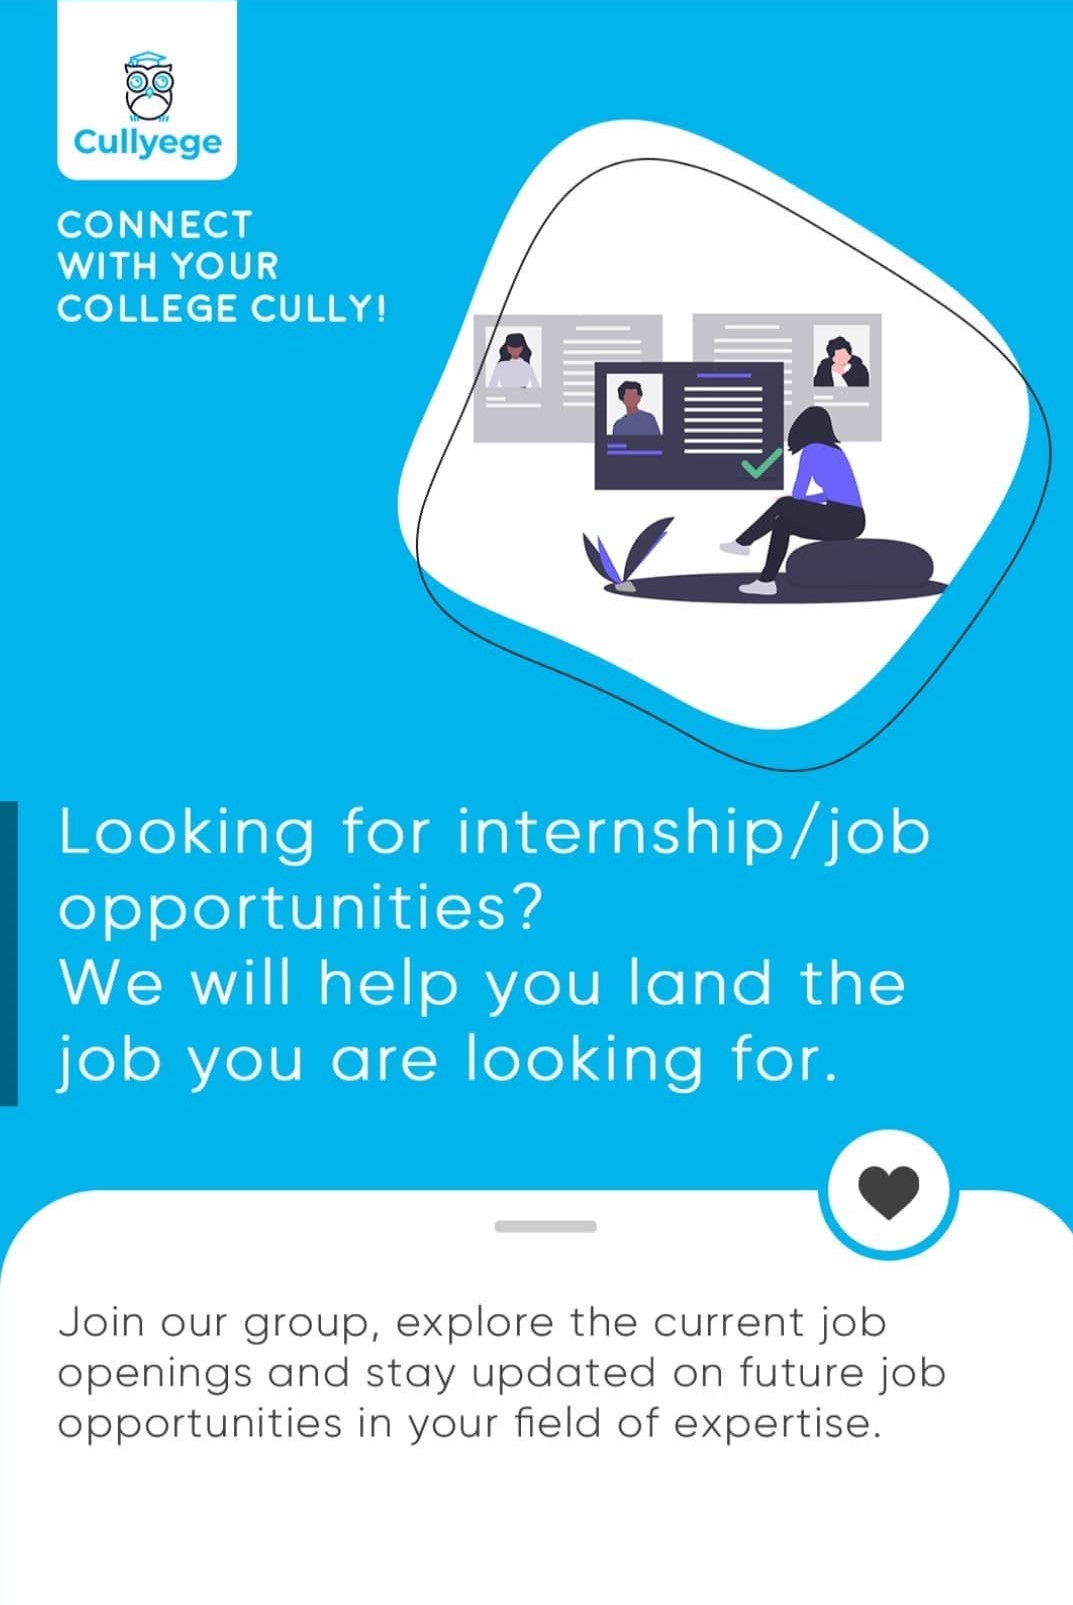 Cullyege
CONNECT
WITH YOUR
COLLEGE CULLY!
Looking for internship/job
opportunities?
We will help you land the
job you are looking for.
Join our group, explore the current job
openings and stay updated on future job
opportunities in your field of expertise.